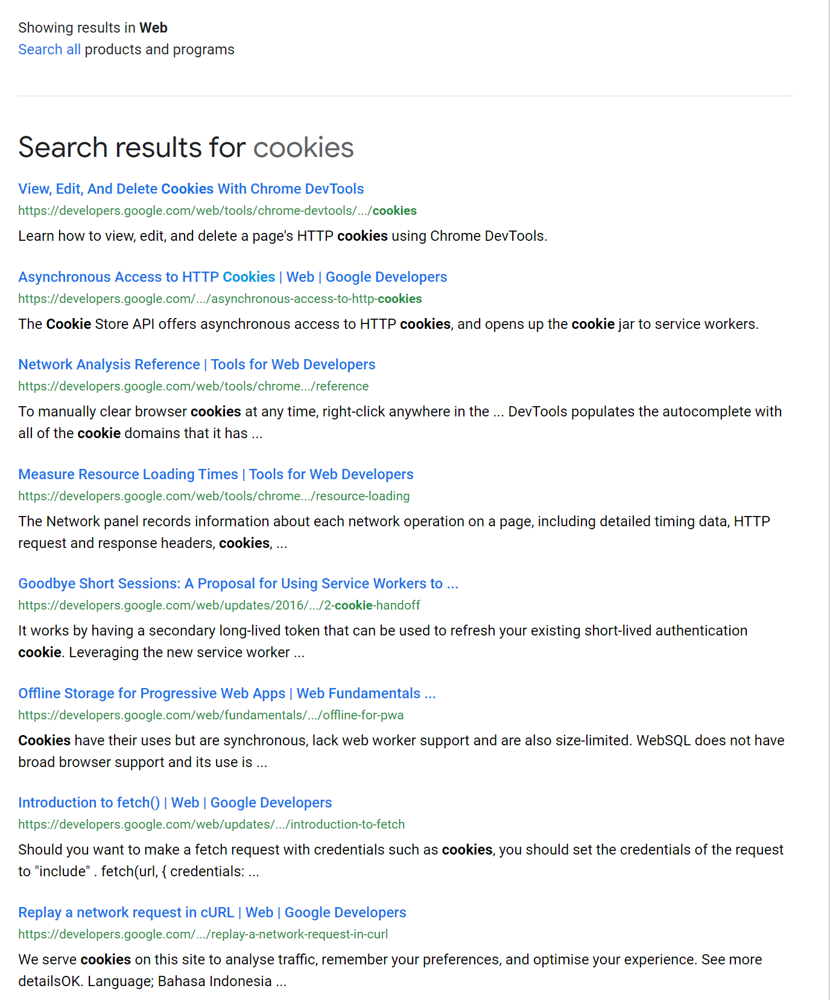 Showing results in Web
Search all products and programs
Search results for cookies
View, Edit, And Delete Cookies With Chrome DevTools
https://developers.google.com/web/tools/chrome-devtools/.../cookies
Learn how to view, edit, and delete a page's HTTP cookies using Chrome DevTools.
Asynchronous Access to HTTP Cookies | Web | Google Developers
https://developers.google.com/.../asynchronous-access-to-http-cookies
The Cookie Store API offers asynchronous access to HTTP cookies, and opens up the cookie jar to service workers.
Network Analysis Reference | Tools for Web Developers
https://developers.google.com/web/tools/chrome.../reference
To manually clear browser cookies at any time, right-click anywhere in the ... DevTools populates the autocomplete with
all of the cookie domains that it has ...
Measure Resource Loading Times | Tools for Web Developers
https://developers.google.com/web/tools/chrome.../resource-loading
The Network panel records information about each network operation on a page, including detailed timing data, HTTP
request and response headers, cookies, ...
Goodbye Short Sessions: A Proposal for Using Service Workers to ...
https://developers.google.com/web/updates/2016/.../2-cookie-handoff
It works by having a secondary long-lived token that can be used to refresh your existing short-lived authentication
cookie. Leveraging the new service worker ...
Offline Storage for Progressive Web Apps | Web Fundamentals ...
https://developers.google.com/web/fundamentals/.../offline-for-pwa
Cookies have their uses but are synchronous, lack web worker support and are also size-limited. WebSQL does not have
broad browser support and its use is ...
Introduction to fetch() | Web | Google Developers
https://developers.google.com/web/updates/.../introduction-to-fetch
Should you want to make a fetch request with credentials such as cookies, you should set the credentials of the request
to "include" . fetch(url, { credentials: ...
Replay a network request in cURL | Web | Google Developers
https://developers.google.com/.../replay-a-network-request-in-curl
We serve cookies on this site to analyse traffic, remember your preferences, and optimise your experience. See more
detailsOK. Language; Bahasa Indonesia ...